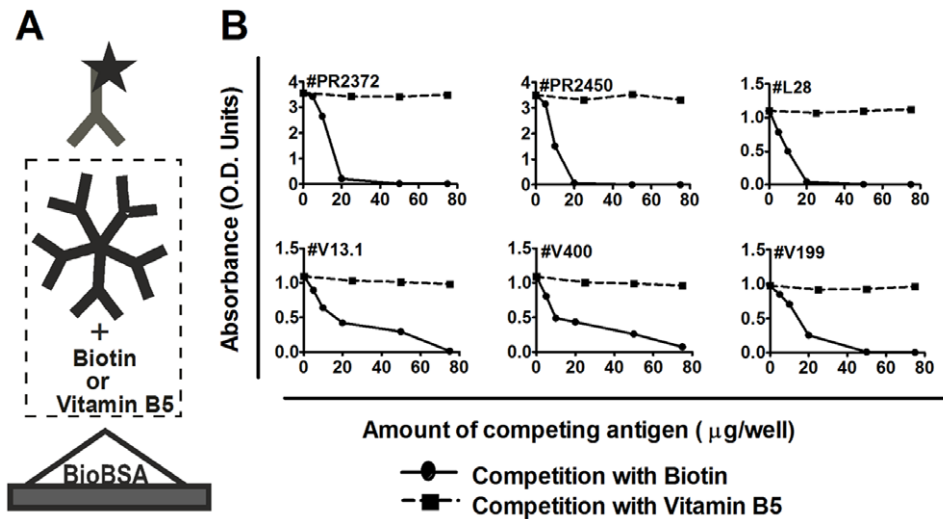 A
+
Biotin
or
Vitamin B5
BioBSA
B
Absorbance (O.D. Units)
#PR2372
4
3
2
1
0
0 20 40 60 80
#PR2450
4
3
2
1
0
0 20 40 60 80
#L28
1.5
1.0
0.5
0.0
0 20 40 60 80
#V13.1
1.5
1.0
0.5
0.0
0 20 40 60 80
#V400
1.5
1.0
0.5
0.0
0 20 40 60 80
#V199
1.5
1.0
0.5
0.0
0 20 40 60 80
Amount of competing antigen ( μg/well)
Competition with Biotin
Competition with Vitamin B5